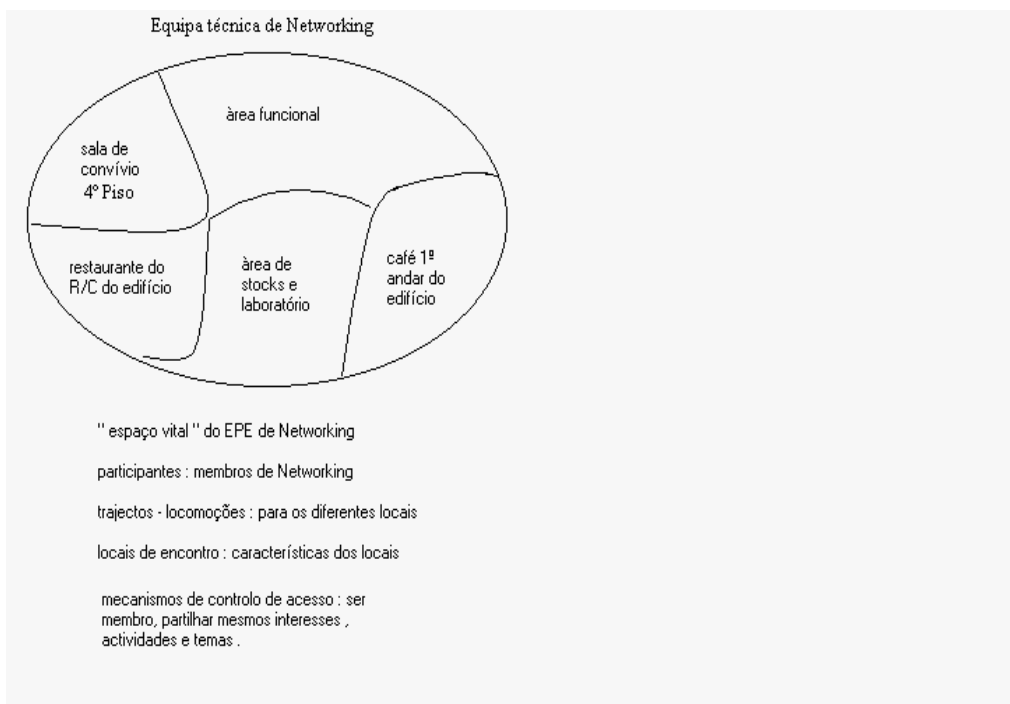 Equipa técnica de Networking
àrea funcional
sala de
convívio
4º Piso
restaurante do
R/C do edifício
àrea de
stocks e
laboratório
café 1º
andar do
edifício
" espaço vital " do EPE de Networking
participantes : membros de Networking
trajectos - locomoções : para os diferentes locais
locais de encontro : características dos locais
mecanismos de controlo de acesso : ser
membro, partilhar mesmos interesses ,
actividades e temas .